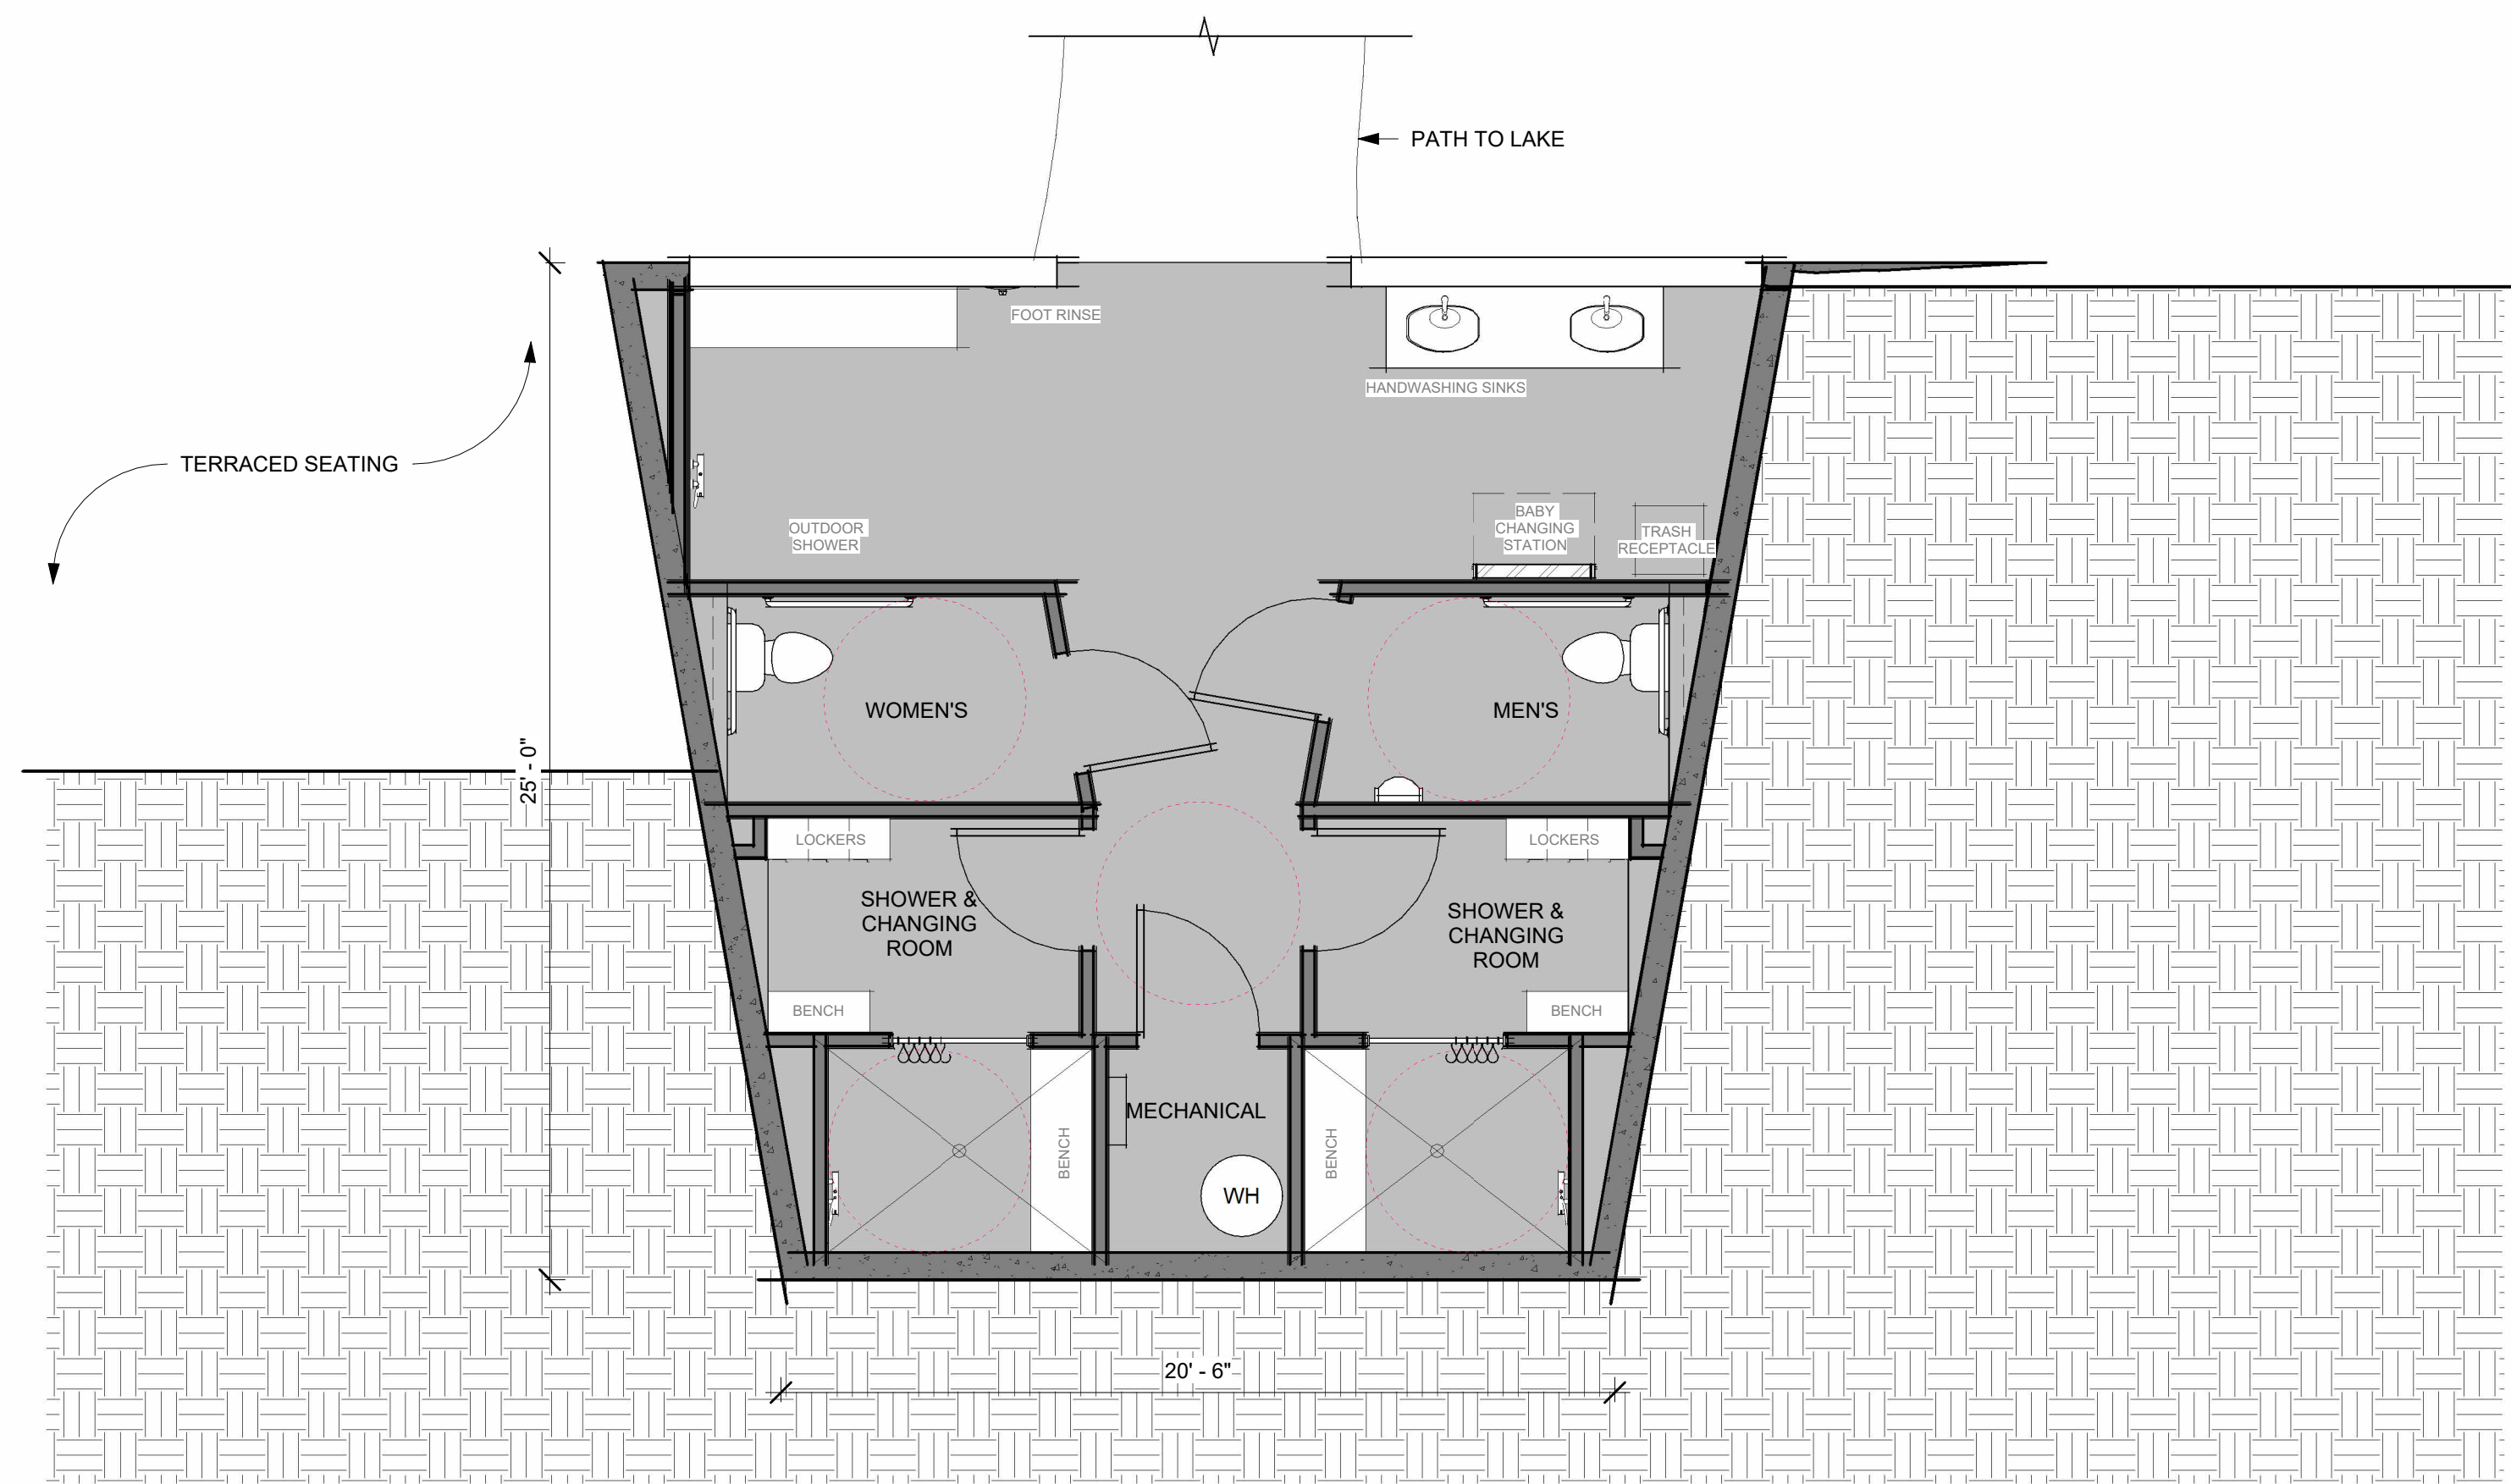 PATH TO LAKE
FOOT RINSE
HANDWASHING SINKS
TERRACED SEATING
OUTDOOR
SHOWER
BABY
CHANGING
STATION
TRASH
RECEPTACLE
WOMEN'S
MEN'S
25' - 0"
LOCKERS
LOCKERS
SHOWER &
CHANGING
ROOM
SHOWER &
CHANGING
ROOM
BENCH
BENCH
MECHANICAL
BENCH
BENCH
WH
20' - 6"